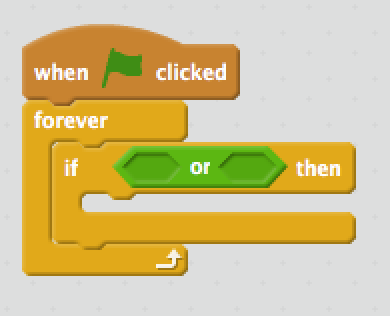 when clicked
forever
if or then